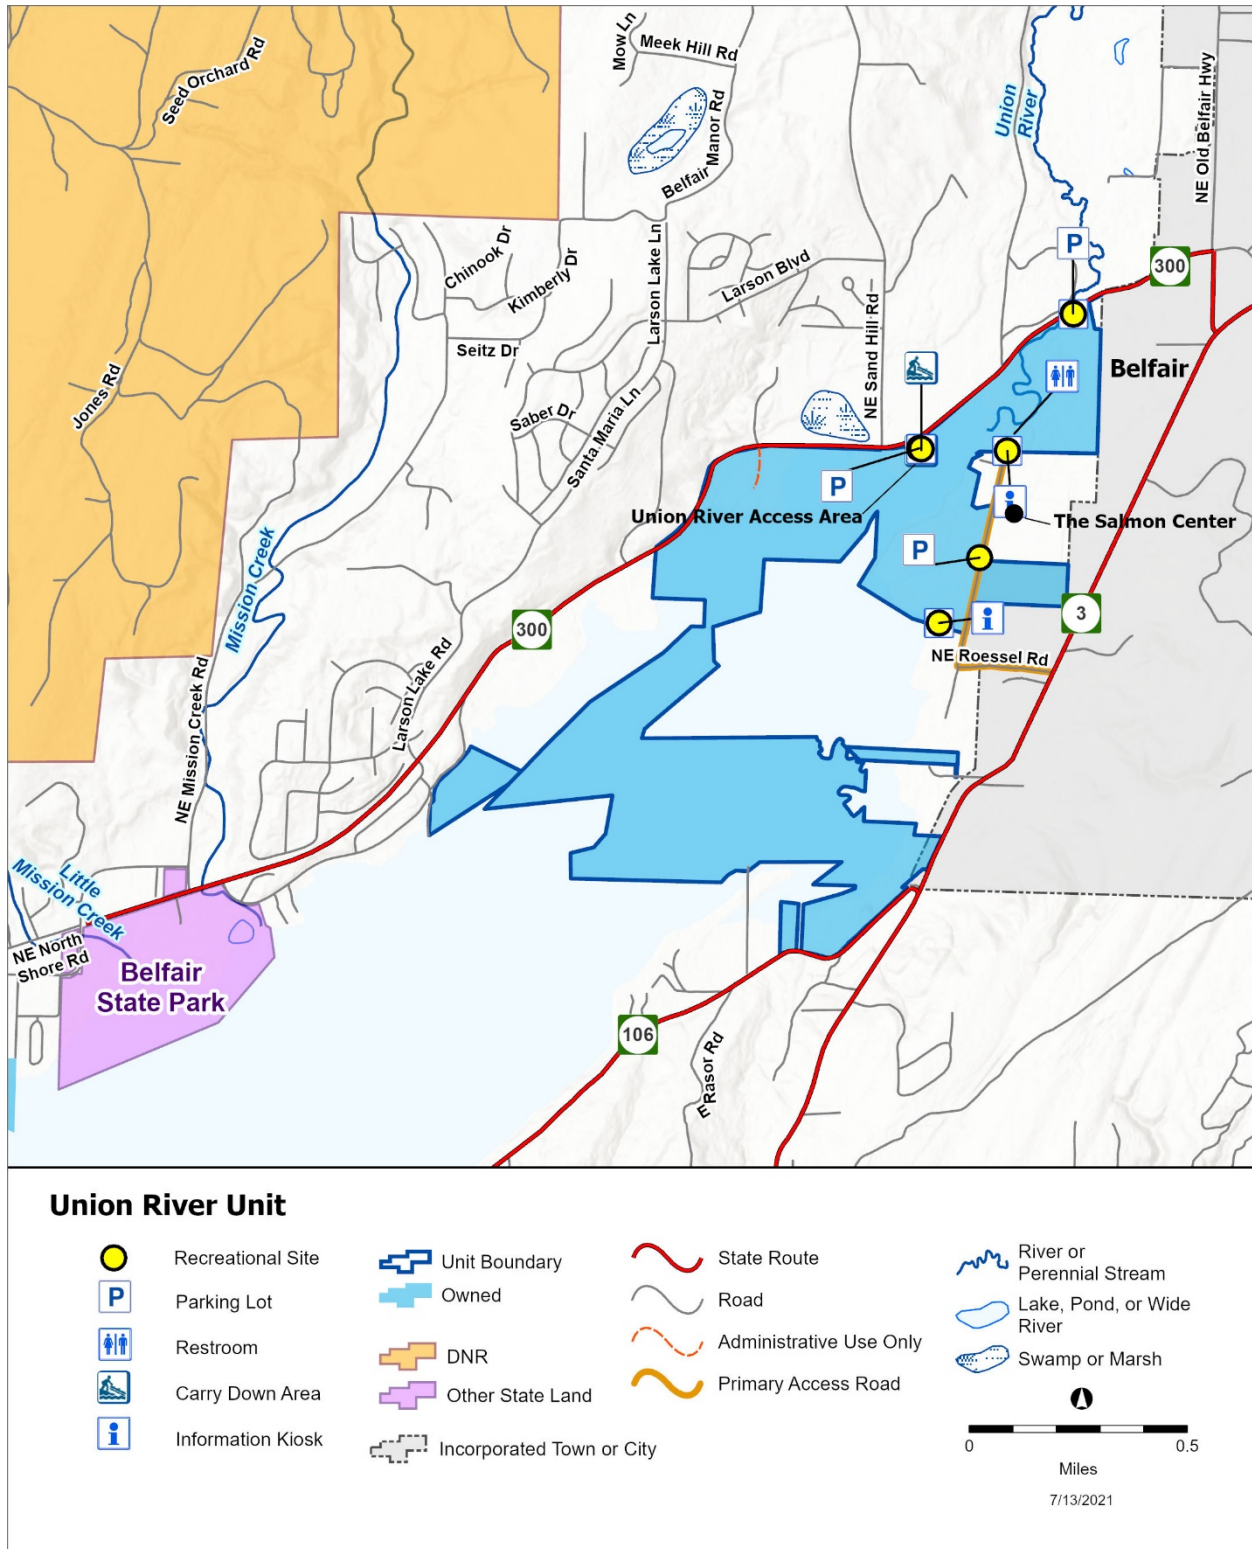 Mow Ln
Meek Hill Rd
Seed Orchard Rd
Union
River
NE Old Belfair Hwy
Belfair Manor Rd
P
300
Chinook Dr
Kimberly Dr
Larson Lake Ln
Larson Blvd
Seitz Dr
NE Sand Hill Rd
Belfair
Jones Rd
Saber Dr
Santa Maria Ln
P
Union River Access Area
i
The Salmon Center
P
Mission Creek
300
i
3
NE Roessel Rd
Larson Lake Rd
NE Mission Creek Rd
Little
Mission Creek
NE North
Shore Rd
Belfair
State Park
106
E Rasor Rd
Union River Unit
Recreational Site
P
Parking Lot
Restroom
Carry Down Area
i
Information Kiosk
Unit Boundary
Owned
DNR
Other State Land
Incorporated Town or City
State Route
Road
Administrative Use Only
Primary Access Road
River or
Perennial Stream
Lake, Pond, or Wide
River
Swamp or Marsh
0
0.5
Miles
7/13/2021